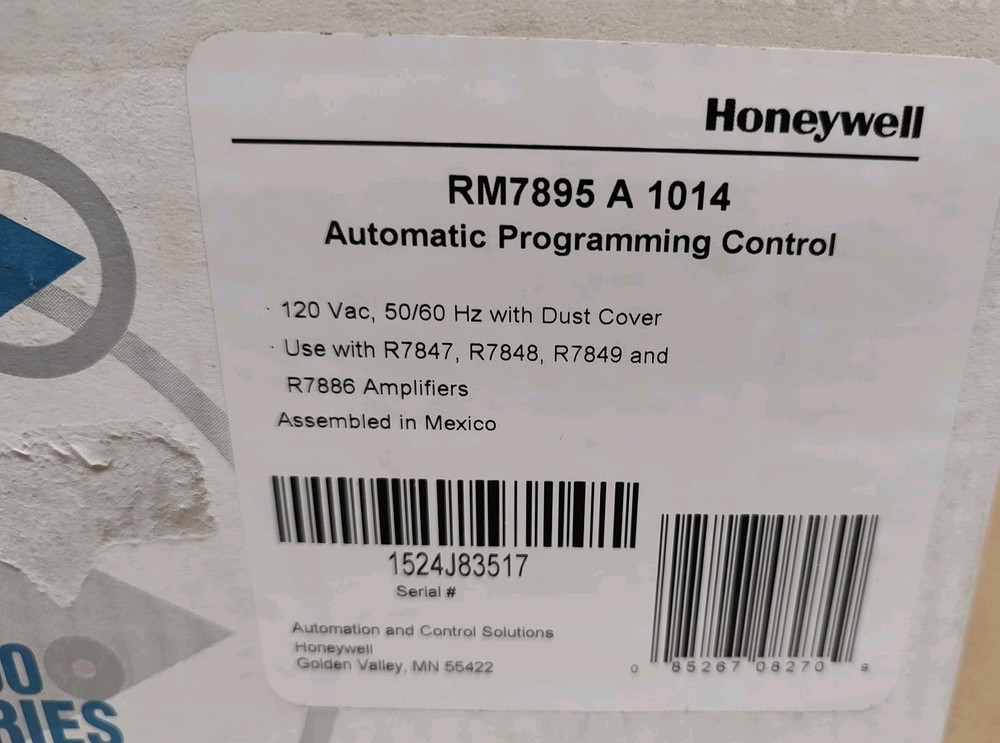 Honeywell
RM7895 A 1014
Automatic Programming Control
· 120 Vac, 50/60 Hz with Dust Cover
· Use with R7847, R7848, R7849 and
R7886 Amplifiers
Assembled in Mexico
1524J83517
Serial #
Automation and Control Solutions
Honeywell
Golden Valley, MN 55422
0 85267 08270 9